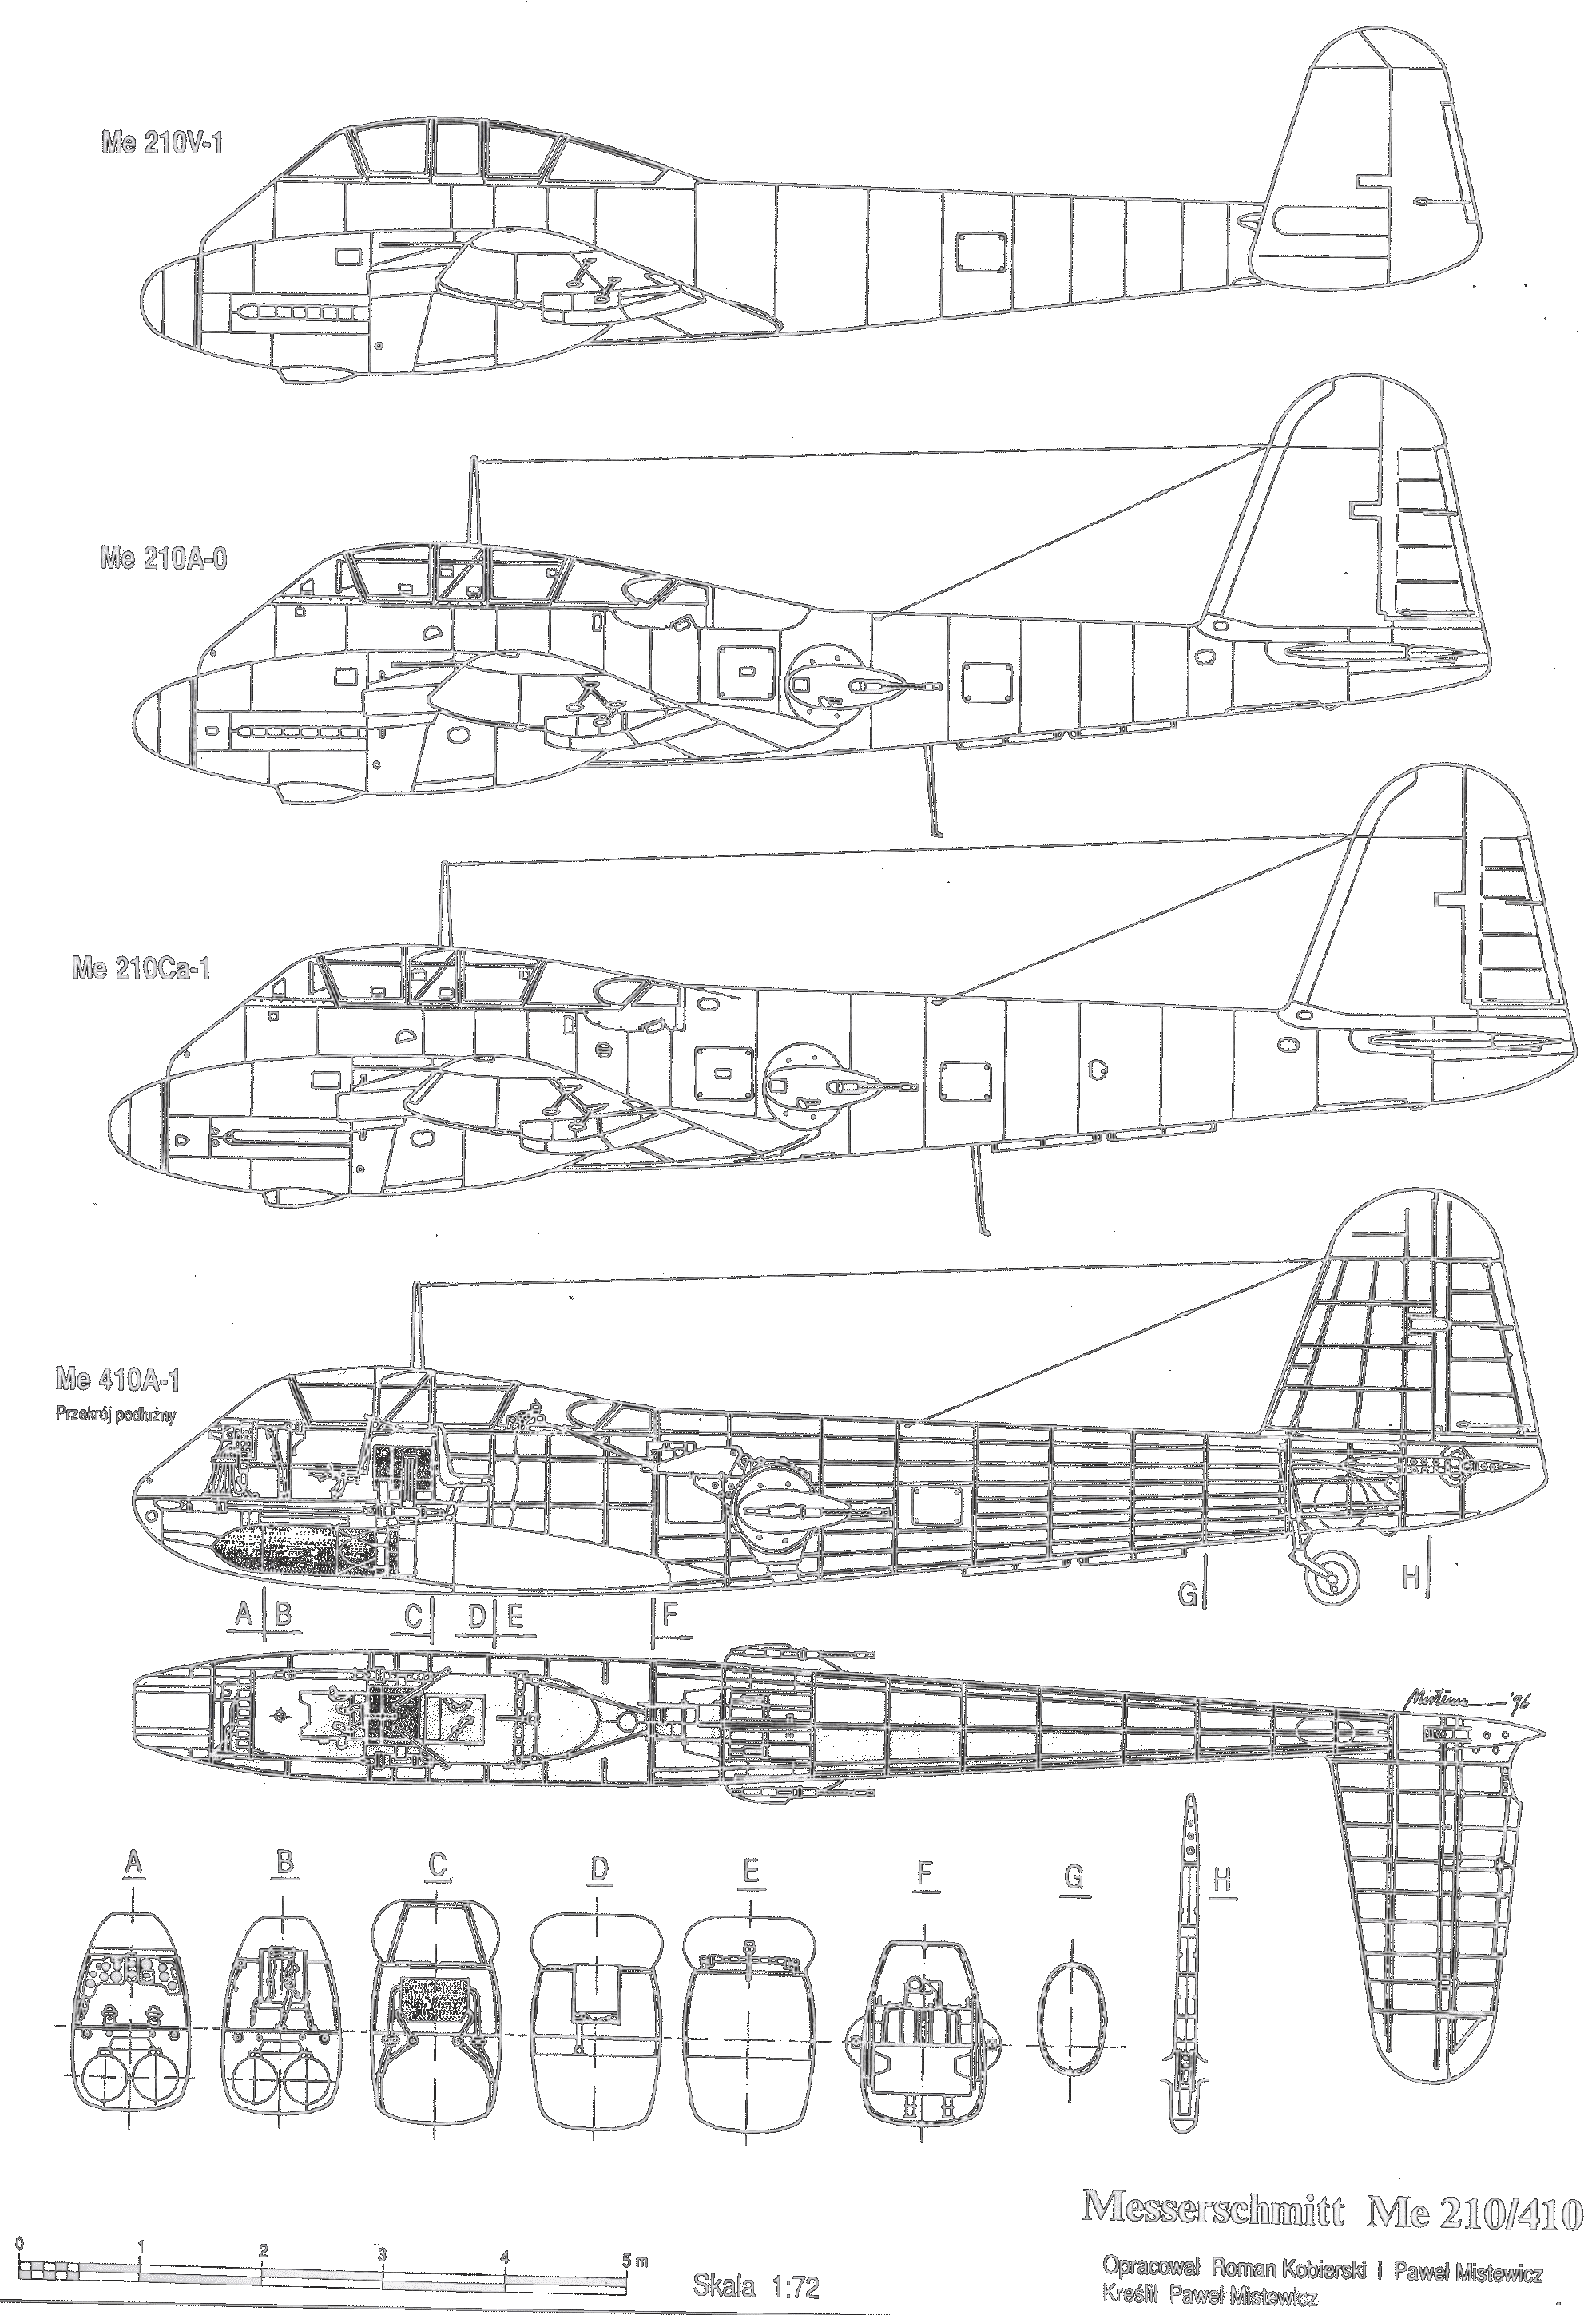 Me 210V-1
Me 210A-0
Me 210Ca-1
Me 410A-1
Przekrój podłużny
A B C D E F G H
'96
A B C D E F G H
Messerschmitt Me 210/410
0 1 2 3 4 5 m
Skala 1:72
Opracował Roman Kobierski i Paweł Mistewicz
Kreślił Paweł Mistewicz